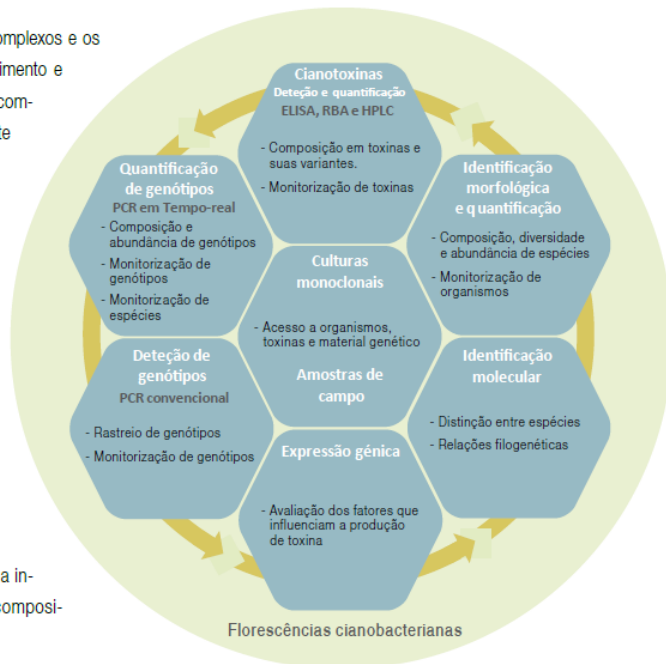 omplexos e os
imento e
com-
te
Cianotoxinas
Deteção e quantificação
ELISA, RBA e HPLC
- Composição em toxinas e
suas variantes.
- Monitorização de toxinas
Quantificação
de genótipos
PCR em Tempo-real
- Composição e
abundância de genótipos
- Monitorização de
genótipos
- Monitorização de
espécies
Identificação
morfológica
e quantificação
- Composição, diversidade
e abundância de espécies
- Monitorização de
organismos
Culturas
monoclonais
- Acesso a organismos,
toxinas e material genético
Amostras de
campo
Deteção de
genótipos
PCR convencional
- Rastreio de genótipos
- Monitorização de genótipos
Identificação
molecular
- Distinção entre espécies
- Relações filogenéticas
Expressão génica
- Avaliação dos fatores que
influenciam a produção
de toxina
a in-
composi-
Florescências cianobacterianas